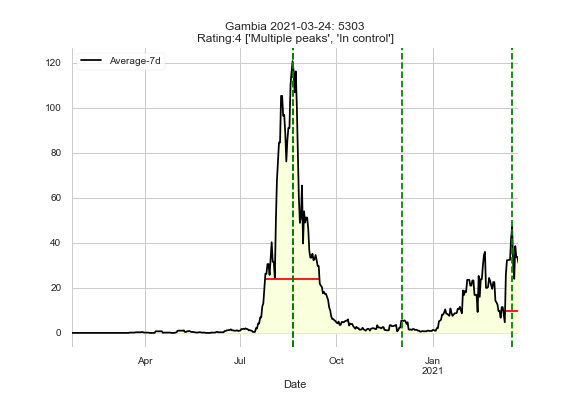 Gambia 2021-03-24: 5303
Rating:4 ['Multiple peaks', 'In control']
Average-7d
120
100
80
60
40
20
0
Apr
Jul
Oct
Jan
2021
Date